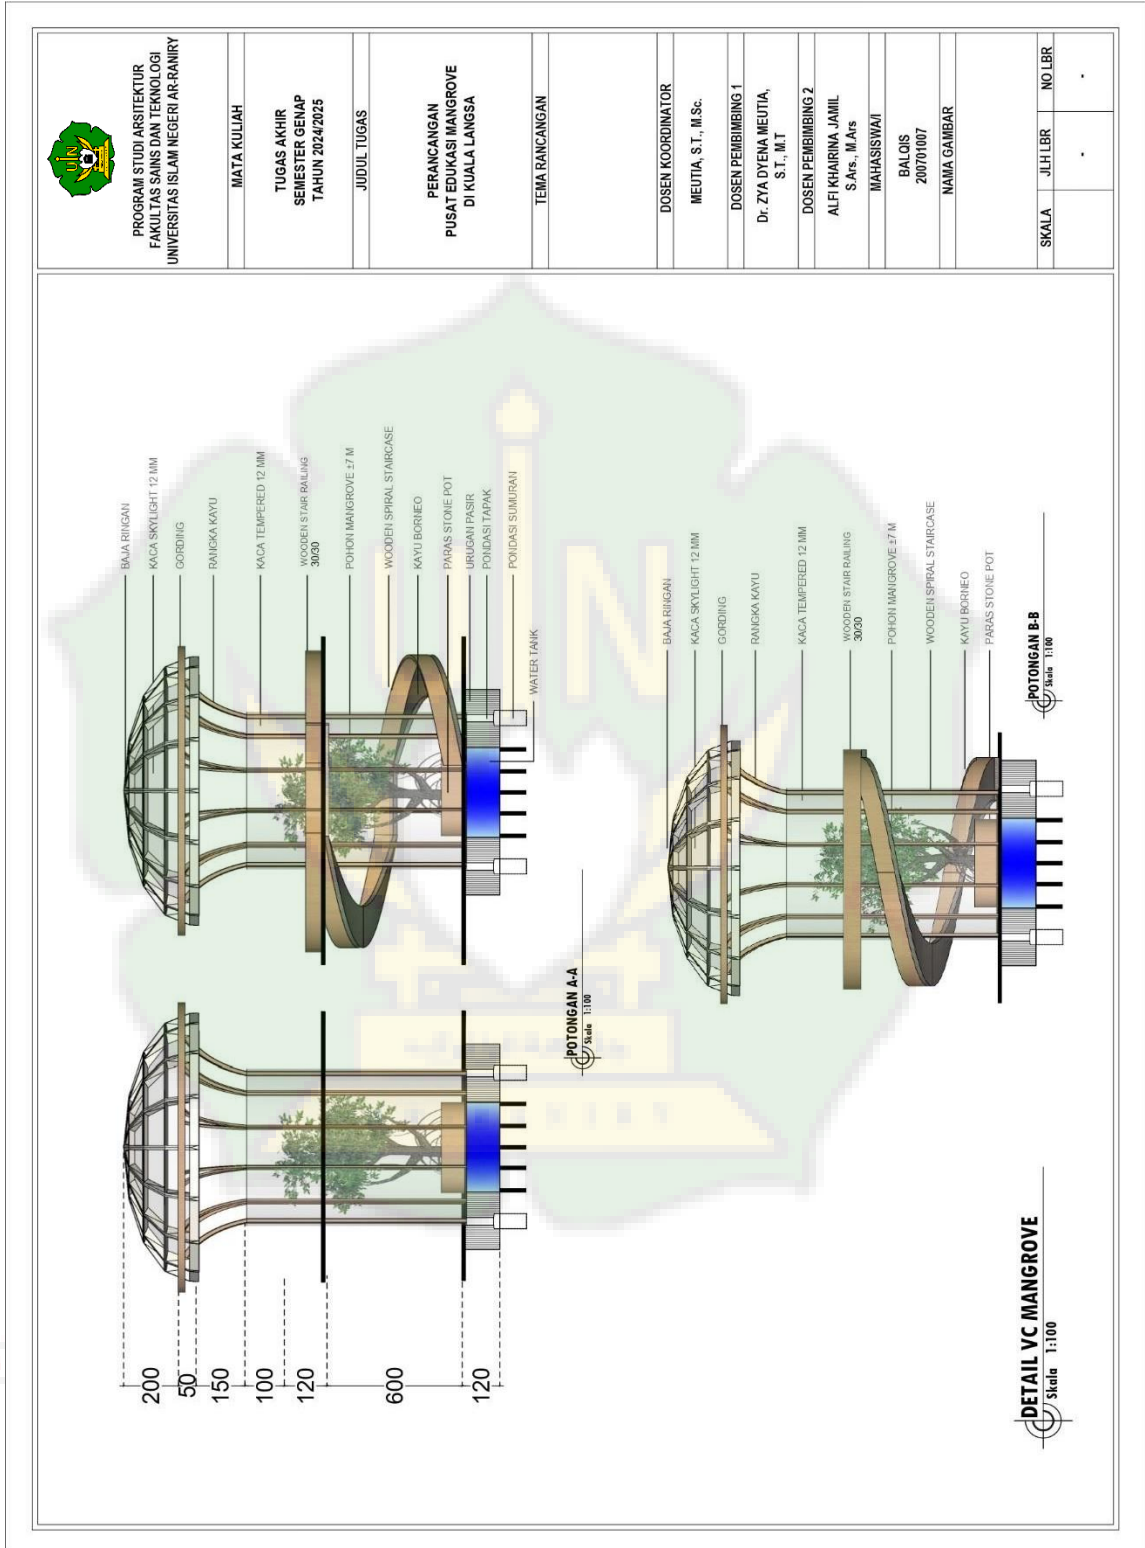 UIN
PROGRAM STUDI ARSITEKTUR
FAKULTAS SAINS DAN TEKNOLOGI
UNIVERSITAS ISLAM NEGERI AR-RANIRY
MATA KULIAH
TUGAS AKHIR
SEMESTER GENAP
TAHUN 2024/2025
JUDUL TUGAS
PERANCANGAN
PUSAT EDUKASI MANGROVE
DI KUALA LANGSA
TEMA RANCANGAN
DOSEN KOORDINATOR
MEUTIA, S.T., M.Sc.
DOSEN PEMBIMBING 1
Dr. ZYA DYENA MEUTIA,
S.T., M.T
DOSEN PEMBIMBING 2
ALFI KHAIRINA JAMIL
S.Ars., M.Ars
MAHASISWA/I
BALQIS
200701007
NAMA GAMBAR
SKALA
JLH LBR
NO LBR
-
-
BAJA RINGAN
KACA SKYLIGHT 12 MM
GORDING
RANGKA KAYU
KACA TEMPERED 12 MM
WOODEN STAIR RAILING
30/30
POHON MANGROVE ±7 M
WOODEN SPIRAL STAIRCASE
KAYU BORNEO
PARAS STONE POT
URUGAN PASIR
PONDASI TAPAK
PONDASI SUMURAN
WATER TANK
POTONGAN A-A
Skala 1:100
BAJA RINGAN
KACA SKYLIGHT 12 MM
GORDING
RANGKA KAYU
KACA TEMPERED 12 MM
WOODEN STAIR RAILING
30/30
POHON MANGROVE ±7 M
WOODEN SPIRAL STAIRCASE
KAYU BORNEO
PARAS STONE POT
POTONGAN B-B
Skala 1:100
200
50
150
100
120
600
120
DETAIL VC MANGROVE
Skala 1:100